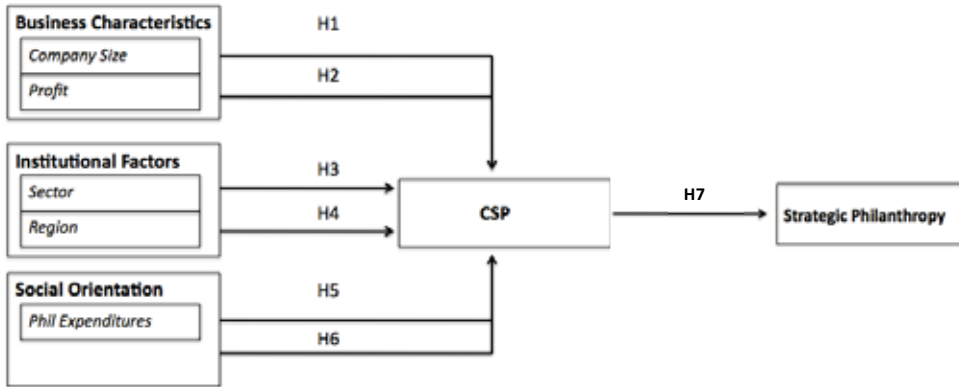 Business Characteristics
Company Size
Profit
H1
H2
Institutional Factors
Sector
Region
H3
H4
CSP
H7
Strategic Philanthropy
Social Orientation
Phil Expenditures
H5
H6